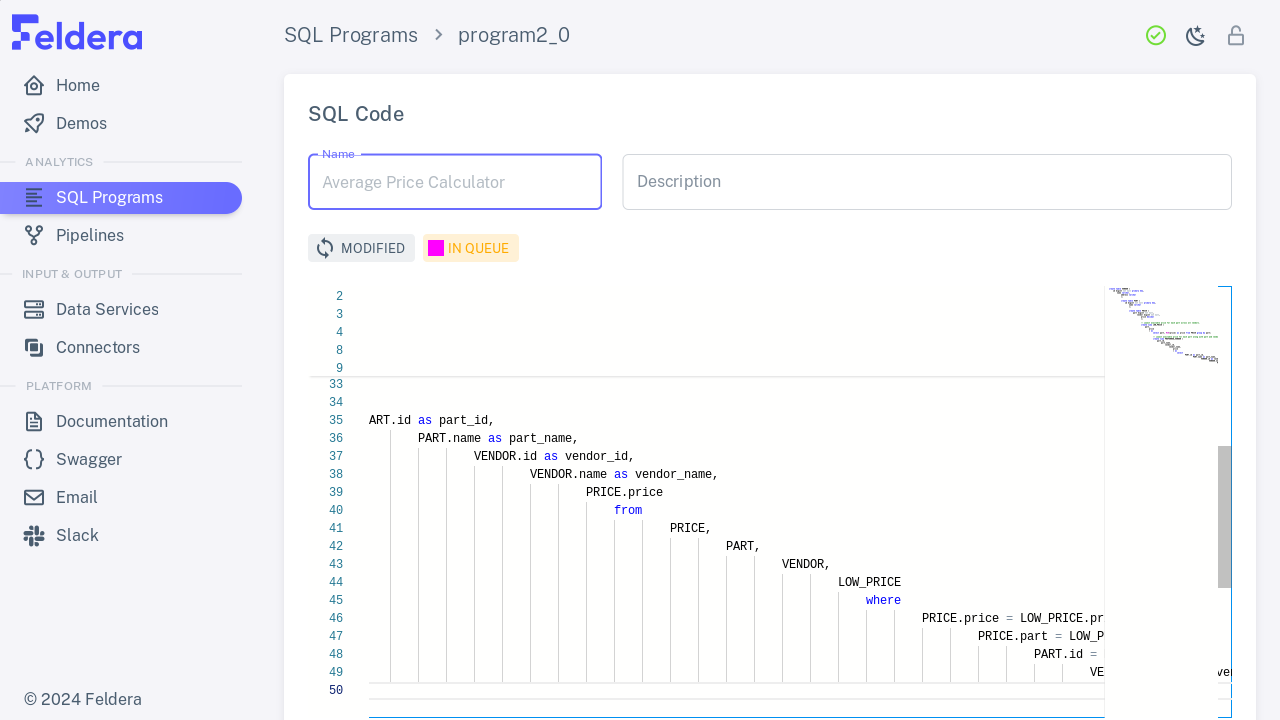 Feldera
SQL Programs > program2_0
Home
Demos
ANALYTICS
SQL Programs
Pipelines
INPUT & OUTPUT
Data Services
Connectors
PLATFORM
Documentation
Swagger
Email
Slack
© 2024 Feldera
SQL Code
Name
Average Price Calculator
Description
MODIFIED
IN QUEUE
2
3
4
8
9
33
34
35 ART.id as part_id,
36 PART.name as part_name,
37 VENDOR.id as vendor_id,
38 VENDOR.name as vendor_name,
39 PRICE.price
40 from
41 PRICE,
42 PART,
43 VENDOR,
44 LOW_PRICE
45 where
46 PRICE.price = LOW_PRICE.pr
47 PRICE.part = LOW_P
48 PART.id =
49 VE ver
50